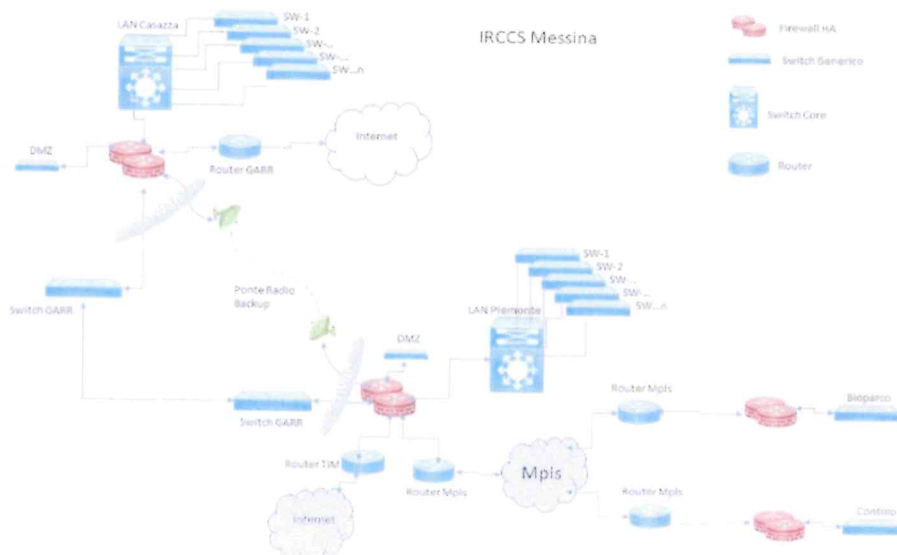 LAN Casazza
SW-1
SW-2
SW-...
SW-...
SW...n
IRCCS Messina
Firewall HA
Switch Generico
Switch Core
Router
DMZ
Router GARR
Internet
Switch GARR
Ponte Radio
Backup
SW-1
SW-2
SW-...
SW-...
SW...n
LAN Piemonte
DMZ
Switch GARR
Router TIM
Internet
Router Mpls
Mpls
Router Mpls
Bioparco
Router Mpls
Contino